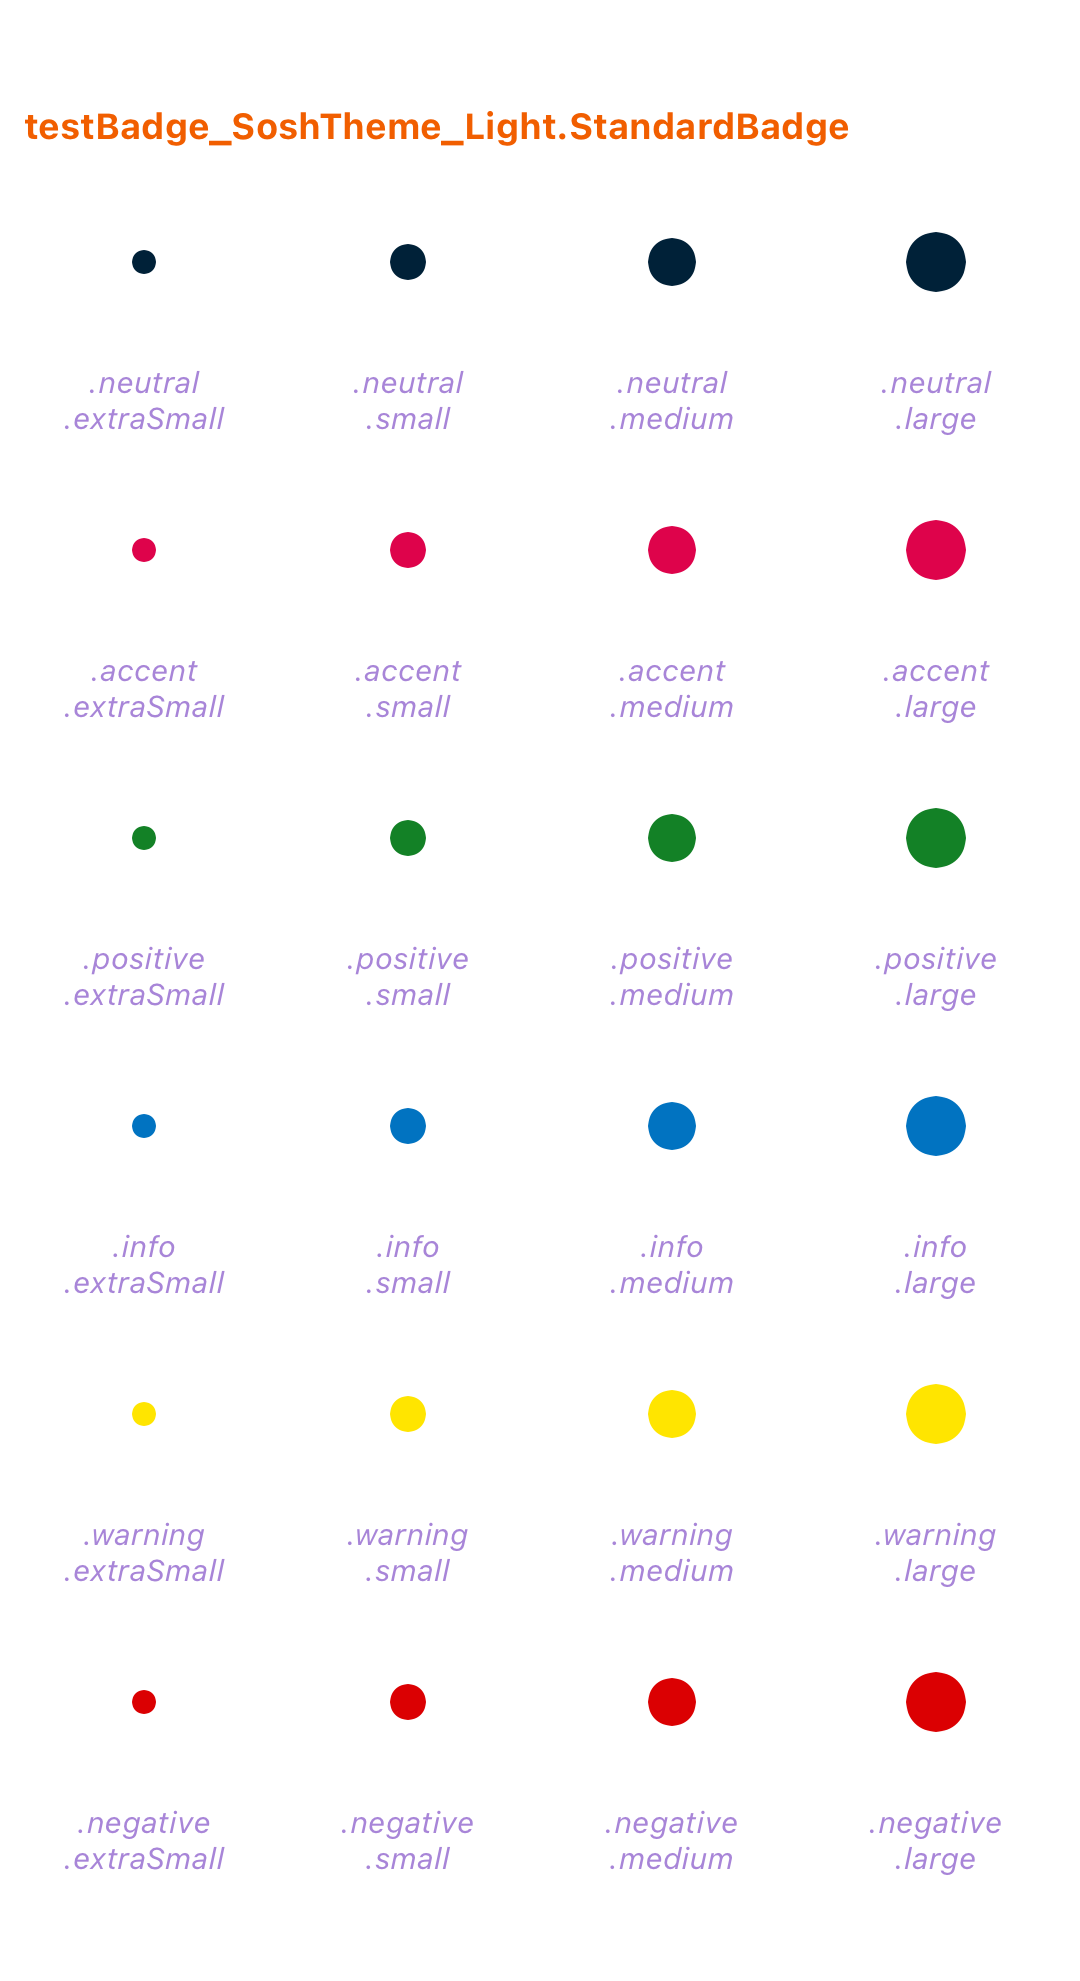 testBadge_SoshTheme_Light.StandardBadge
.neutral .neutral .neutral .neutral
.extraSmall .small .medium .large
.accent .accent .accent .accent
.extraSmall .small .medium .large
.positive .positive .positive .positive
.extraSmall .small .medium .large
.info .info .info .info
.extraSmall .small .medium .large
.warning .warning .warning .warning
.extraSmall .small .medium .large
.negative .negative .negative .negative
.extraSmall .small .medium .large